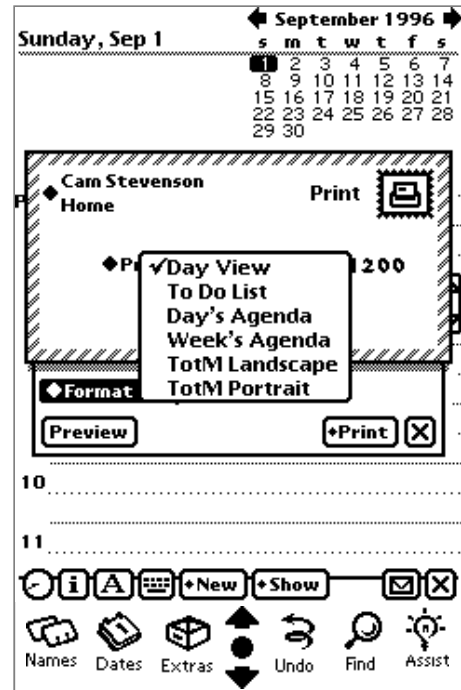 September 1996
Sunday, Sep 1
s m t w t f s
1 2 3 4 5 6 7
8 9 10 11 12 13 14
15 16 17 18 19 20 21
22 23 24 25 26 27 28
29 30
Cam Stevenson
Home
Print
1200
✓Day View
To Do List
Day's Agenda
Week's Agenda
TotM Landscape
TotM Portrait
Format
Preview
Print
10
11
i A New Show
Names Dates Extras Undo Find Assist